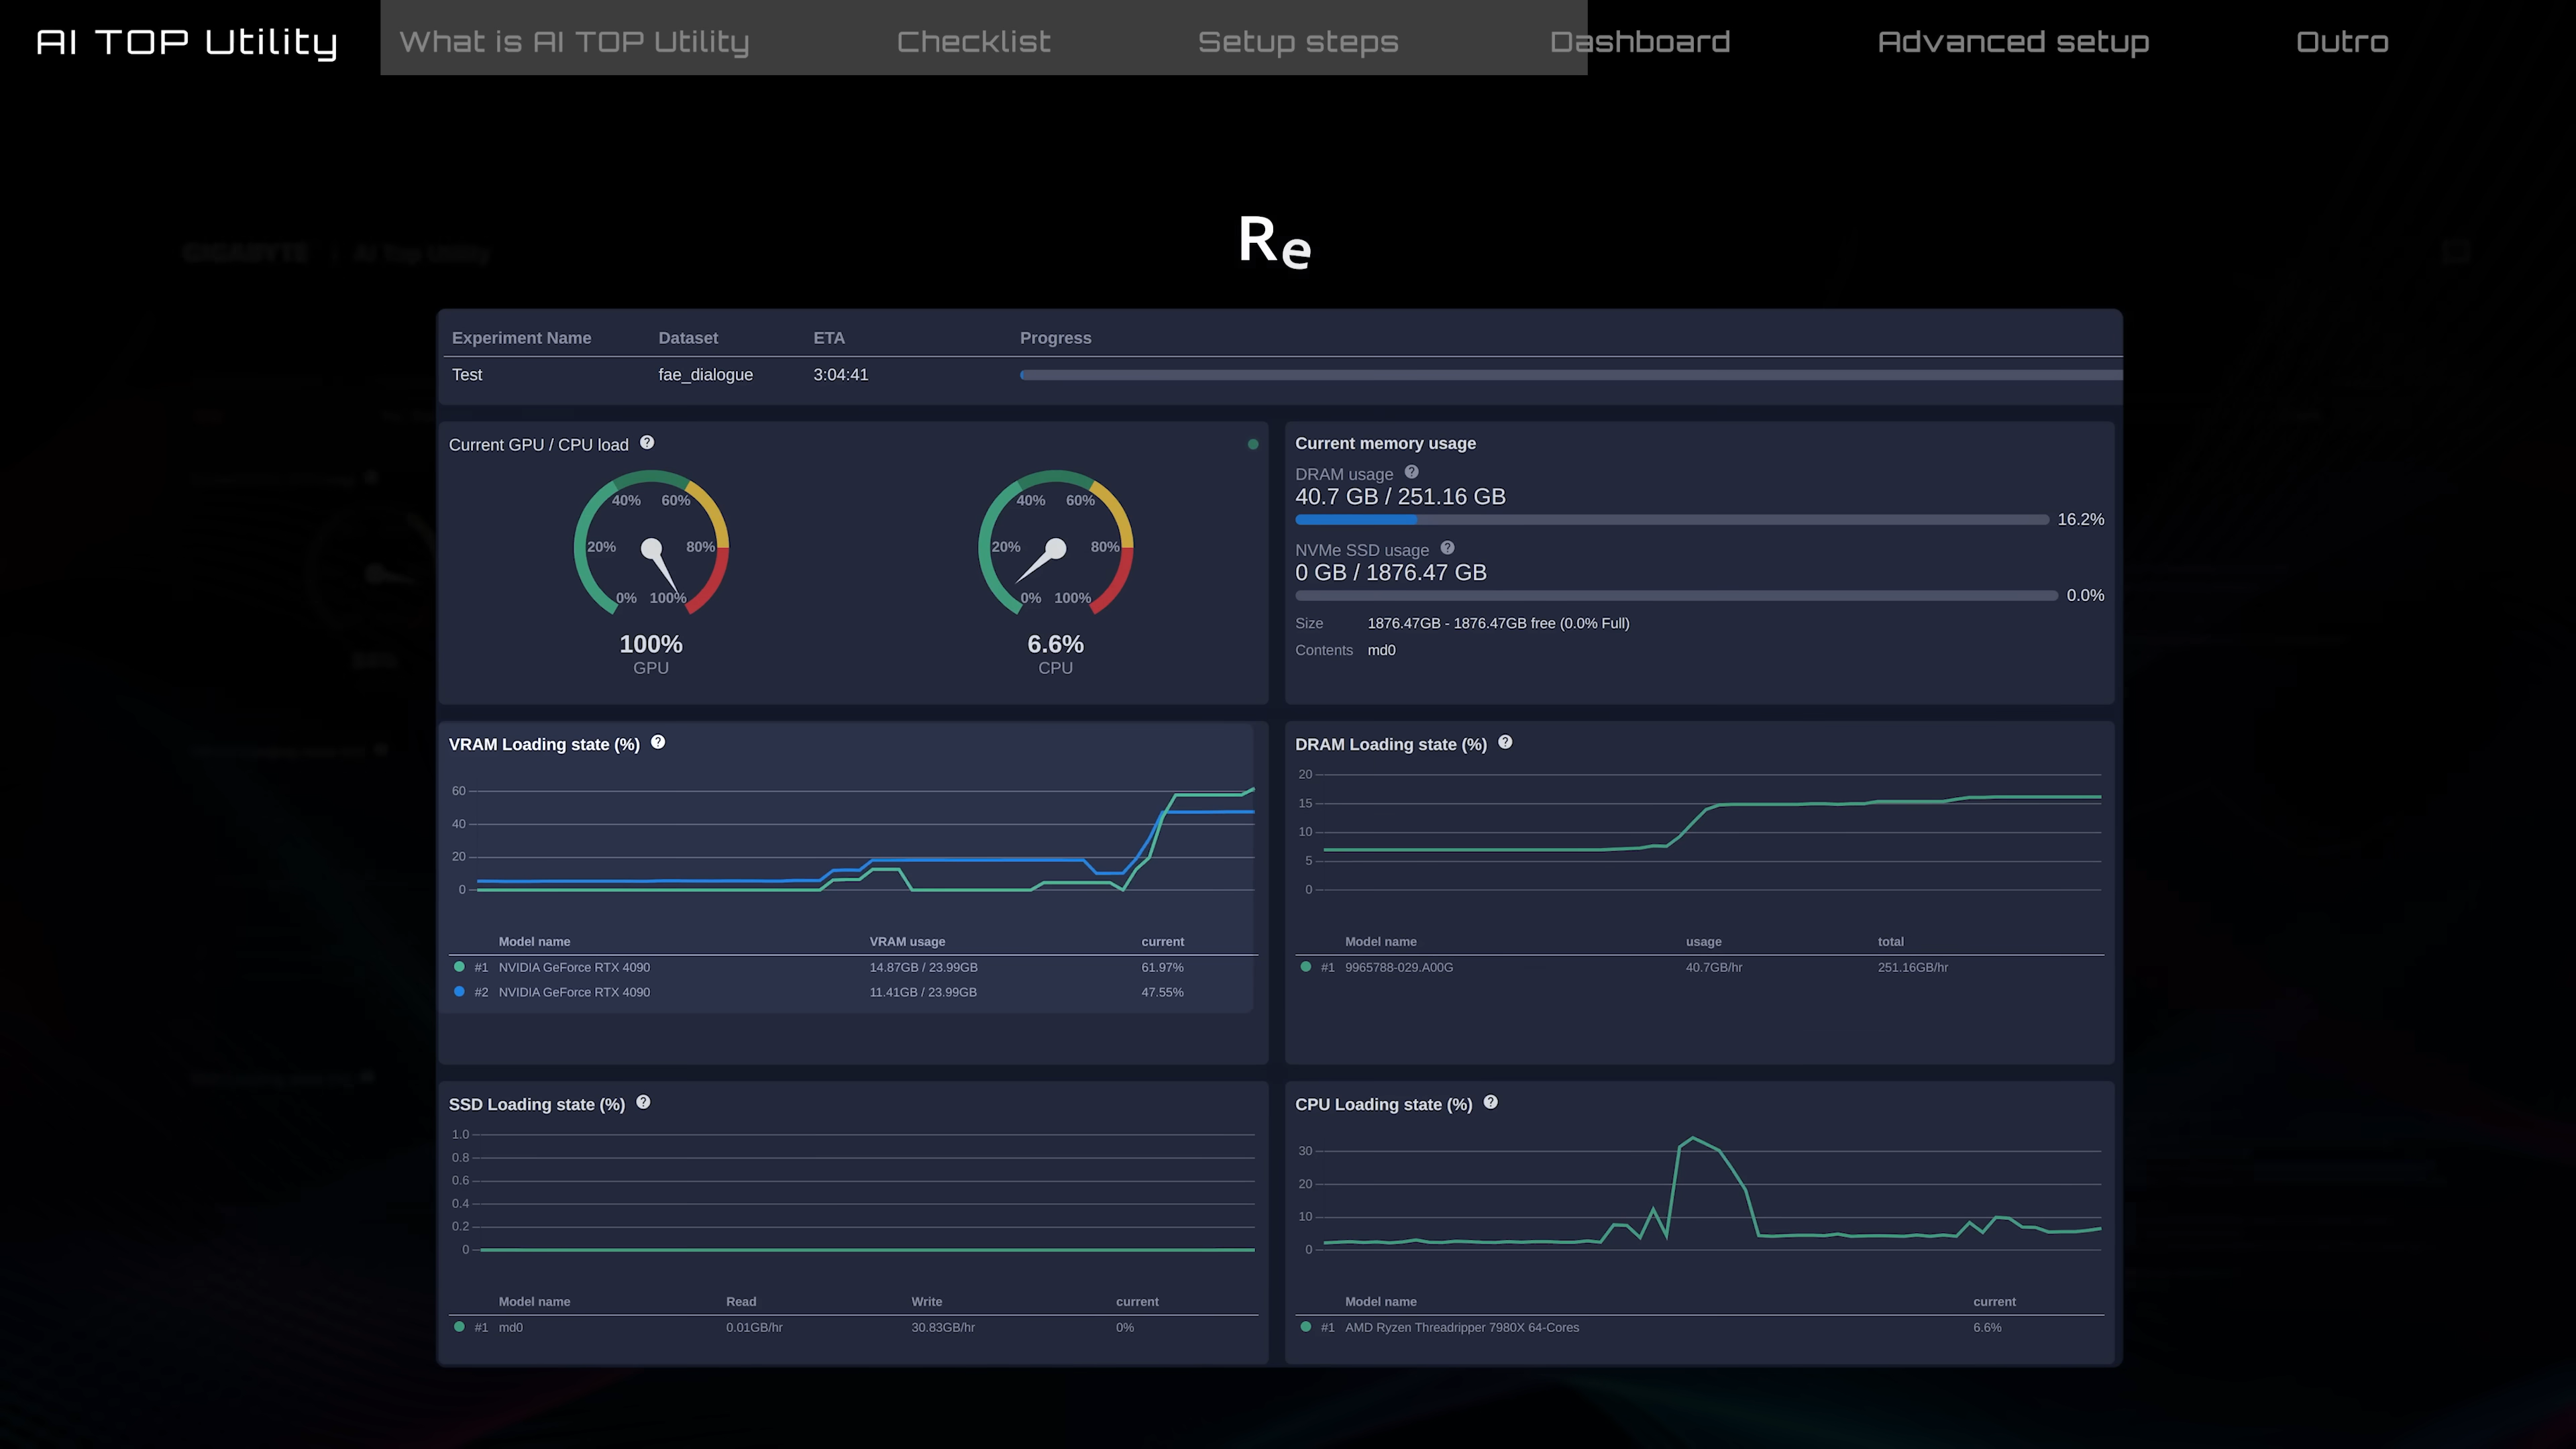 AI TOP Utility What is AI TOP Utility Checklist Setup steps Dashboard Advanced setup Outro
GIGABYTE | AI Top Utility
Re
Experiment Name Dataset ETA Progress
Test fae_dialogue 3:04:41
Current GPU / CPU load ?
40% 60%
20% 80%
0% 100%
100%
GPU
40% 60%
20% 80%
0% 100%
6.6%
CPU
Current memory usage
DRAM usage ?
40.7 GB / 251.16 GB
16.2%
NVMe SSD usage ?
0 GB / 1876.47 GB
0.0%
Size 1876.47GB - 1876.47GB free (0.0% Full)
Contents md0
VRAM Loading state (%) ?
60
40
20
0
Model name VRAM usage current
#1 NVIDIA GeForce RTX 4090 14.87GB / 23.99GB 61.97%
#2 NVIDIA GeForce RTX 4090 11.41GB / 23.99GB 47.55%
DRAM Loading state (%) ?
20
15
10
5
0
Model name usage total
#1 9965788-029.A00G 40.7GB/hr 251.16GB/hr
SSD Loading state (%) ?
1.0
0.8
0.6
0.4
0.2
0
Model name Read Write current
#1 md0 0.01GB/hr 30.83GB/hr 0%
CPU Loading state (%) ?
30
20
10
0
Model name current
#1 AMD Ryzen Threadripper 7980X 64-Cores 6.6%